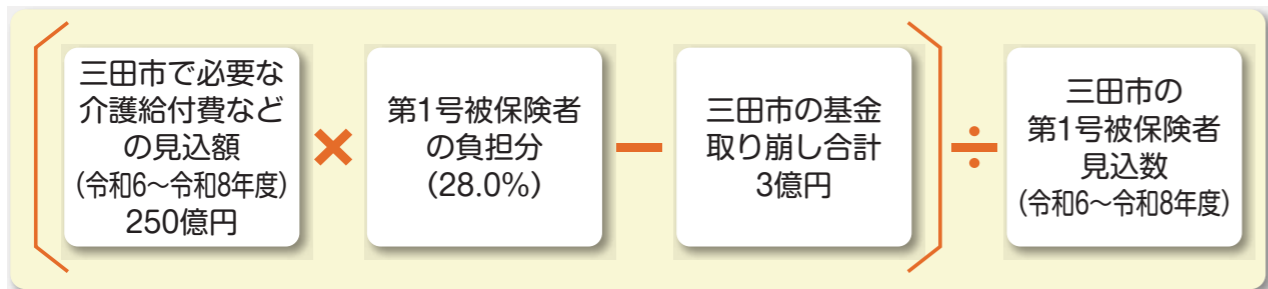 三田市で必要な
介護給付費など
の見込額
（令和6～令和8年度）
250億円
×
第1号被保険者
の負担分
（28.0%）
−
三田市の基金
取り崩し合計
3億円
÷
三田市の
第1号被保険者
見込数
（令和6～令和8年度）